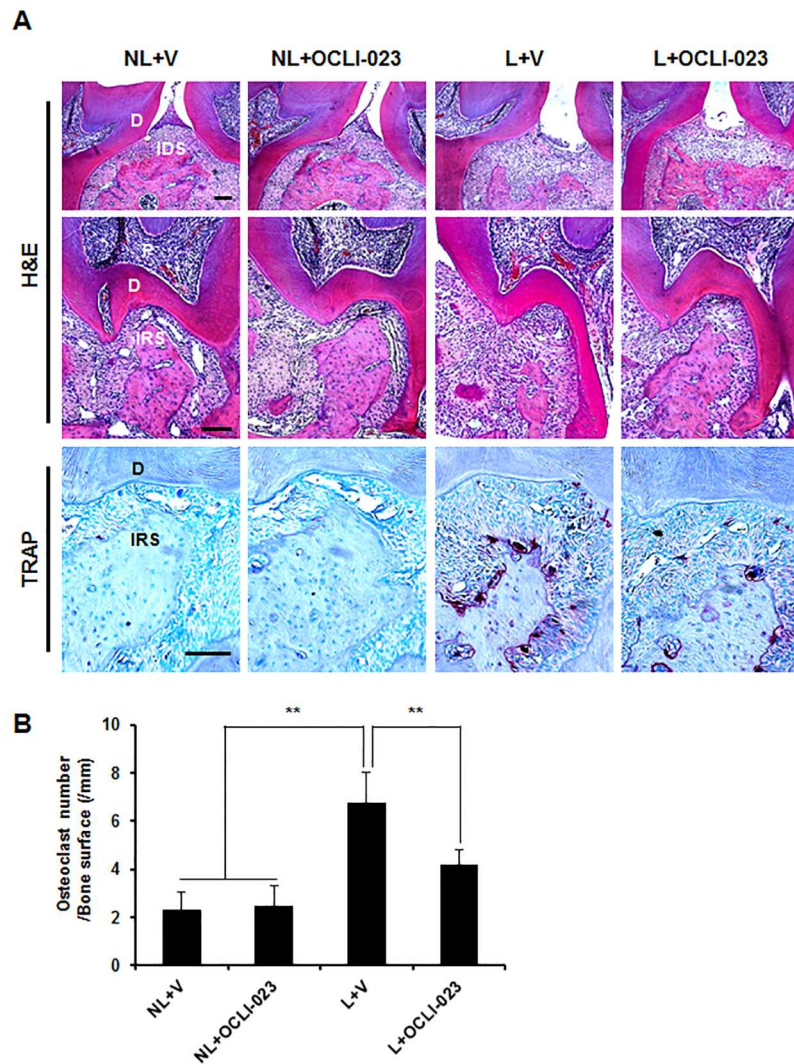 A
NL+V NL+OCLI-023 L+V L+OCLI-023
H&E
D
IDS
P
D
IRS
TRAP
D
IRS
B
Osteoclast number
/Bone surface (/mm)
10
8
6
4
2
0
** **
NL+V NL+OCLI-023 L+V L+OCLI-023